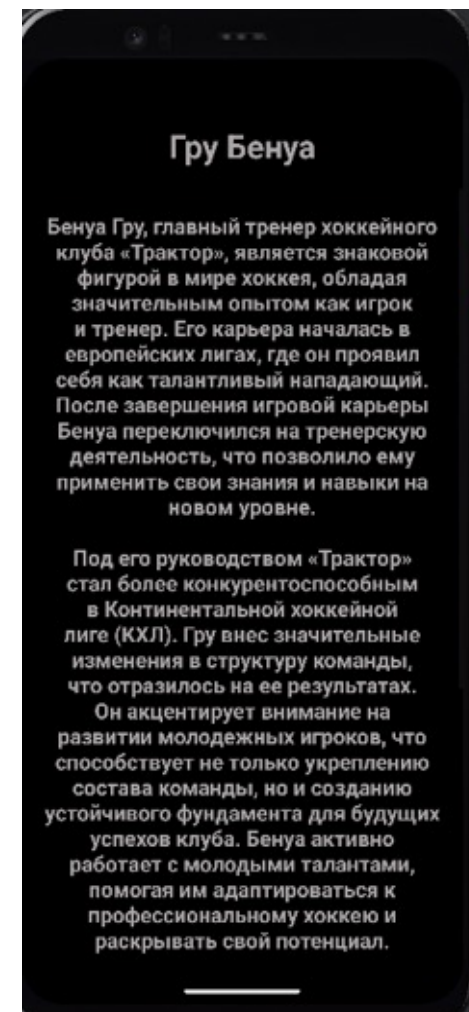 Гру Бенуа
Бенуа Гру, главный тренер хоккейного
клуба «Трактор», является знаковой
фигурой в мире хоккея, обладая
значительным опытом как игрок
и тренер. Его карьера началась в
европейских лигах, где он проявил
себя как талантливый нападающий.
После завершения игровой карьеры
Бенуа переключился на тренерскую
деятельность, что позволило ему
применить свои знания и навыки на
новом уровне.
Под его руководством «Трактор»
стал более конкурентоспособным
в Континентальной хоккейной
лиге (КХЛ). Гру внес значительные
изменения в структуру команды,
что отразилось на ее результатах.
Он акцентирует внимание на
развитии молодежных игроков, что
способствует не только укреплению
состава команды, но и созданию
устойчивого фундамента для будущих
успехов клуба. Бенуа активно
работает с молодыми талантами,
помогая им адаптироваться к
профессиональному хоккею и
раскрывать свой потенциал.